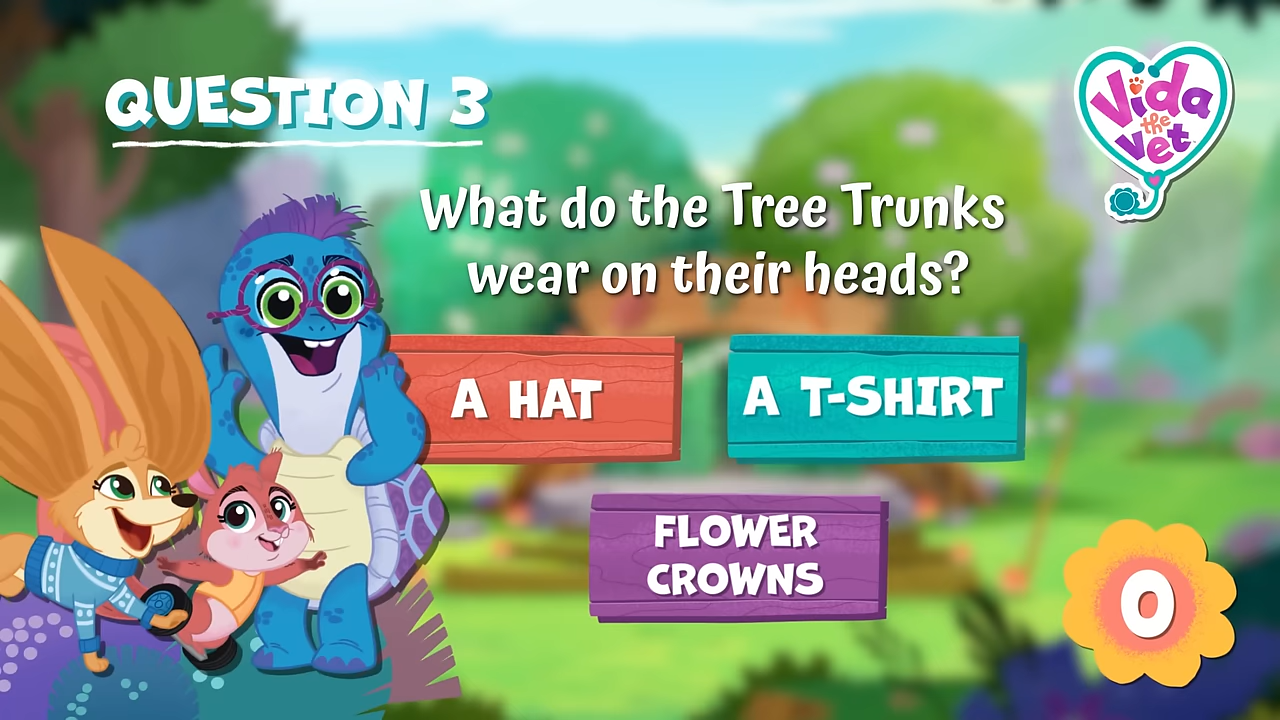 QUESTION 3
Vida
the
Vet
What do the Tree Trunks
wear on their heads?
A HAT
A T-SHIRT
FLOWER
CROWNS
0